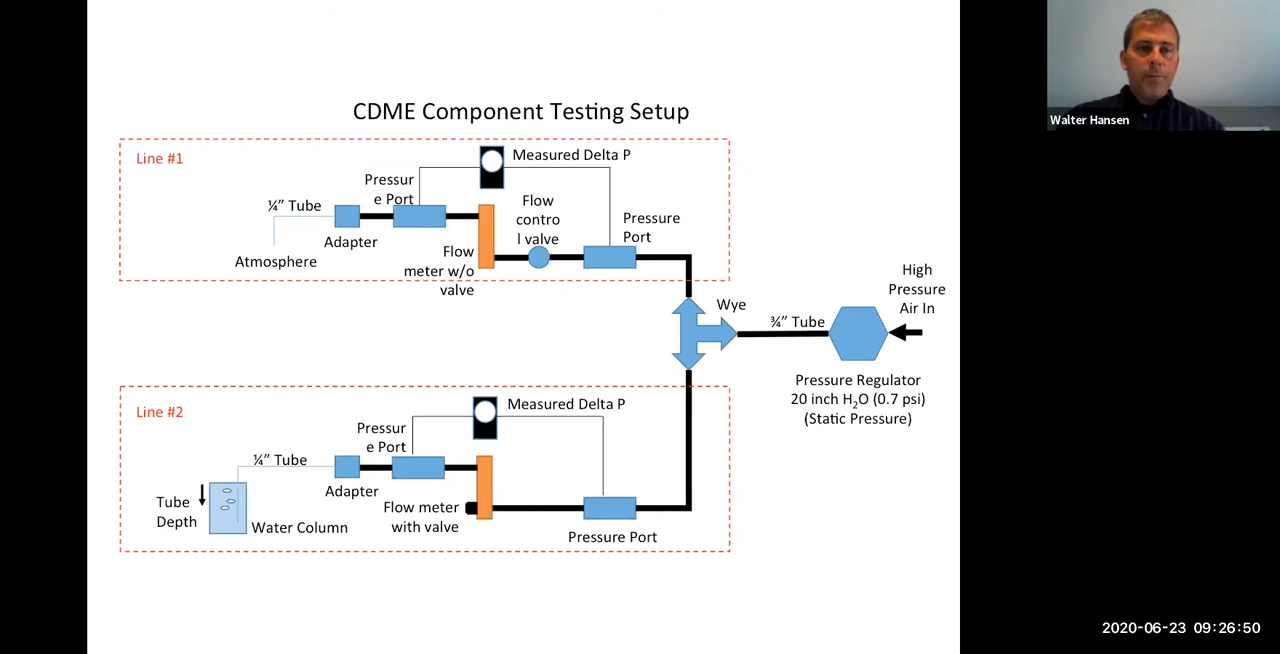 CDME Component Testing Setup
Line #1
Measured Delta P
Pressur
e Port
¼” Tube
Flow
contro
l valve
Pressure
Port
Adapter
Atmosphere
Flow
meter w/o
valve
Wye
¾” Tube
High
Pressure
Air In
Pressure Regulator
20 inch H₂O (0.7 psi)
(Static Pressure)
Line #2
Measured Delta P
Pressur
e Port
¼” Tube
Adapter
Tube
Depth
Water Column
Flow meter
with valve
Pressure Port
Walter Hansen
2020-06-23 09:26:50